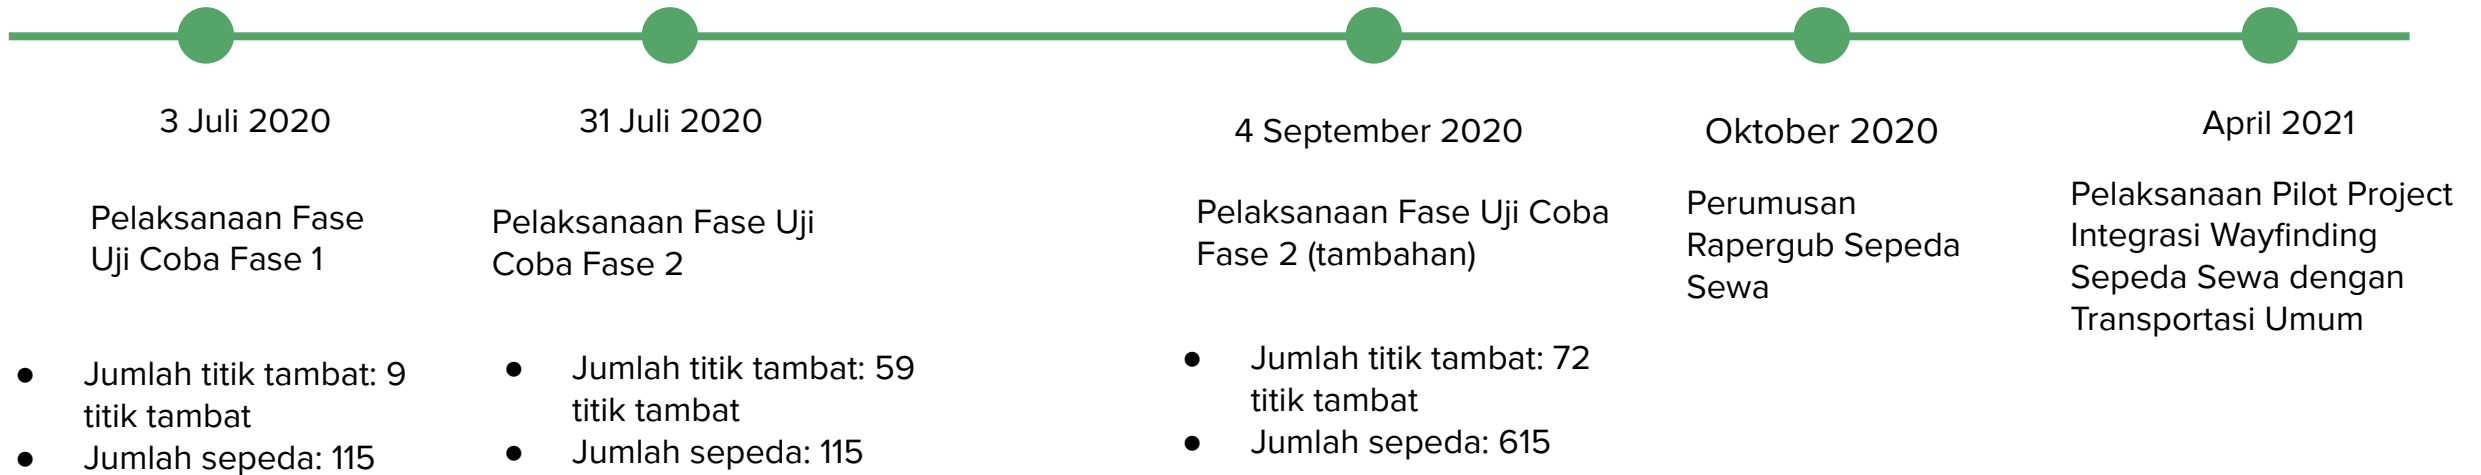 3 Juli 2020
Pelaksanaan Fase
Uji Coba Fase 1
● Jumlah titik tambat: 9
titik tambat
● Jumlah sepeda: 115
31 Juli 2020
Pelaksanaan Fase Uji
Coba Fase 2
● Jumlah titik tambat: 59
titik tambat
● Jumlah sepeda: 115
4 September 2020
Pelaksanaan Fase Uji Coba
Fase 2 (tambahan)
● Jumlah titik tambat: 72
titik tambat
● Jumlah sepeda: 615
Oktober 2020
Perumusan
Rapergub Sepeda
Sewa
April 2021
Pelaksanaan Pilot Project
Integrasi Wayfinding
Sepeda Sewa dengan
Transportasi Umum